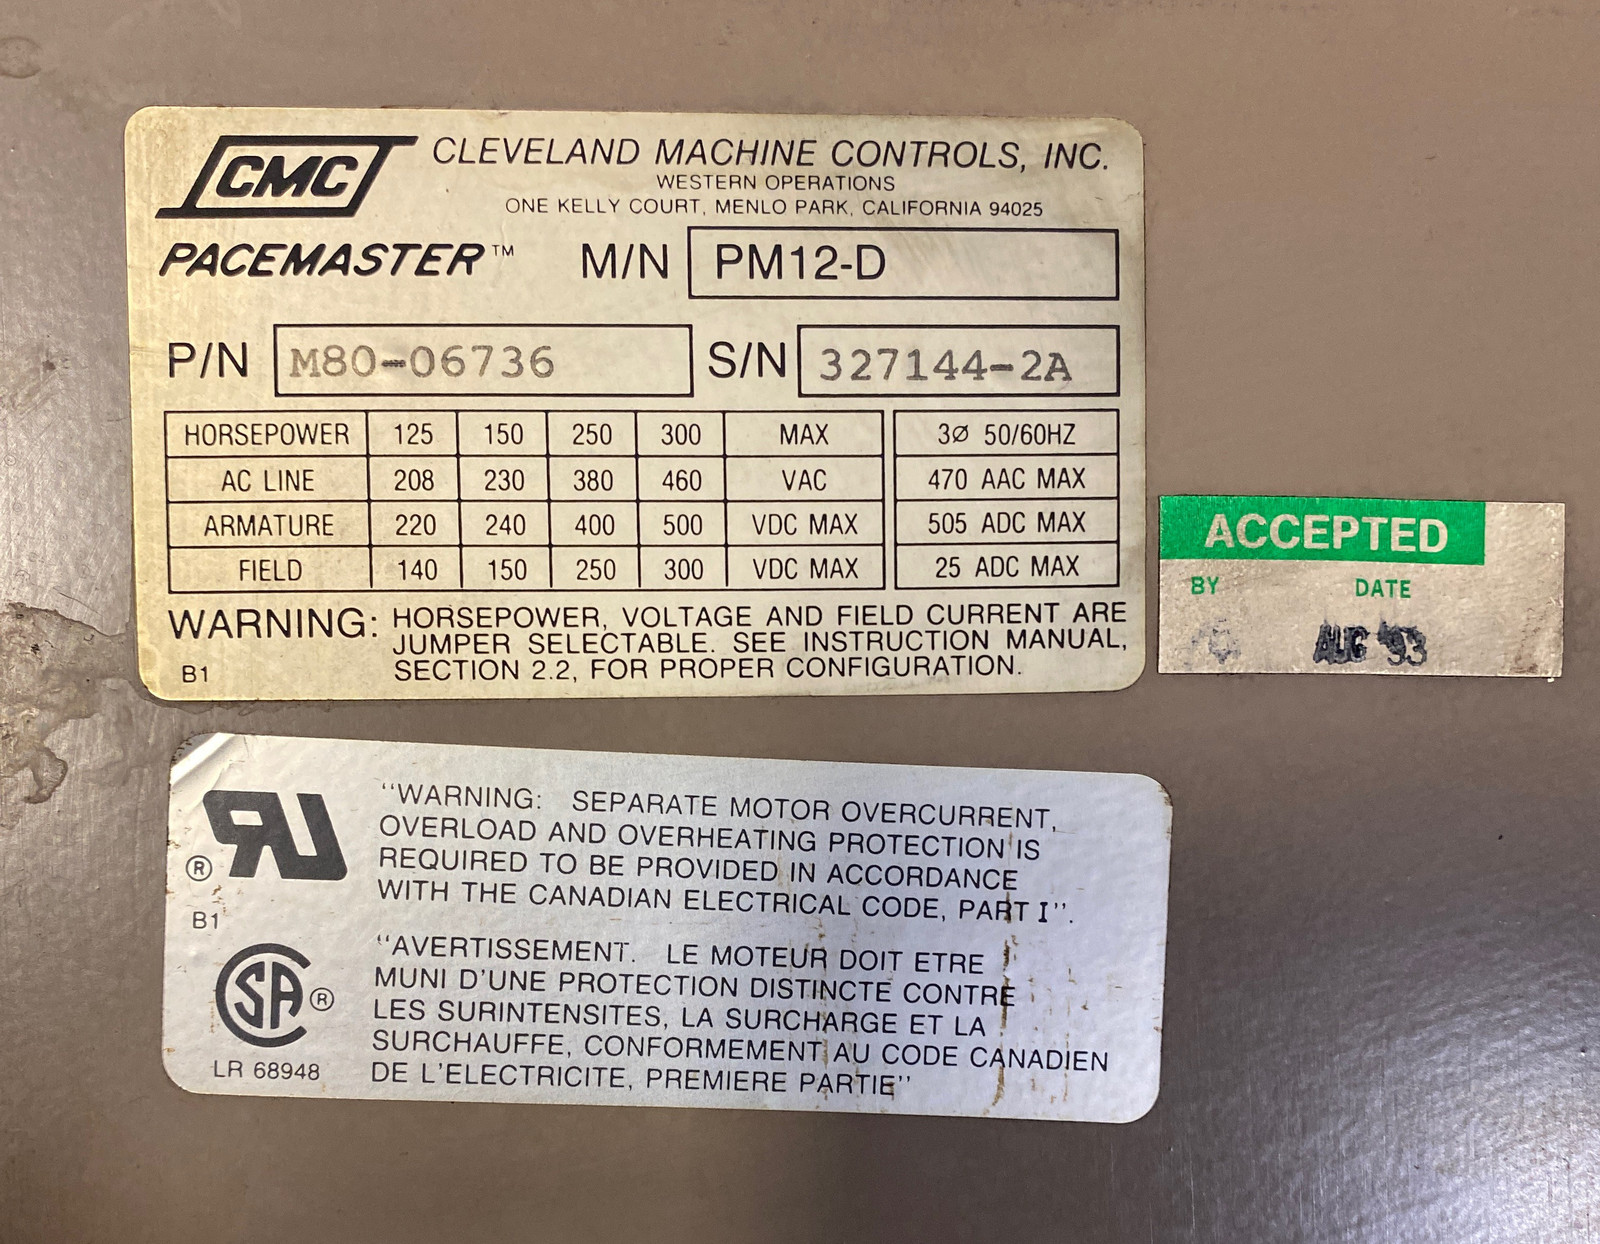 CMC CLEVELAND MACHINE CONTROLS, INC.
WESTERN OPERATIONS
ONE KELLY COURT, MENLO PARK, CALIFORNIA 94025
PACEMASTER™ M/N PM12-D
P/N M80-06736 S/N 327144-2A
HORSEPOWER 125 150 250 300 MAX 3Ø 50/60HZ
AC LINE 208 230 380 460 VAC 470 AAC MAX
ARMATURE 220 240 400 500 VDC MAX 505 ADC MAX
FIELD 140 150 250 300 VDC MAX 25 ADC MAX
WARNING: HORSEPOWER, VOLTAGE AND FIELD CURRENT ARE
JUMPER SELECTABLE. SEE INSTRUCTION MANUAL,
B1 SECTION 2.2, FOR PROPER CONFIGURATION.
ACCEPTED
BY DATE
AUG '93
RU ®
B1
"WARNING: SEPARATE MOTOR OVERCURRENT,
OVERLOAD AND OVERHEATING PROTECTION IS
REQUIRED TO BE PROVIDED IN ACCORDANCE
WITH THE CANADIAN ELECTRICAL CODE, PART I".
SA ®
LR 68948
"AVERTISSEMENT. LE MOTEUR DOIT ETRE
MUNI D'UNE PROTECTION DISTINCTE CONTRE
LES SURINTENSITES, LA SURCHARGE ET LA
SURCHAUFFE, CONFORMEMENT AU CODE CANADIEN
DE L'ELECTRICITE, PREMIERE PARTIE"